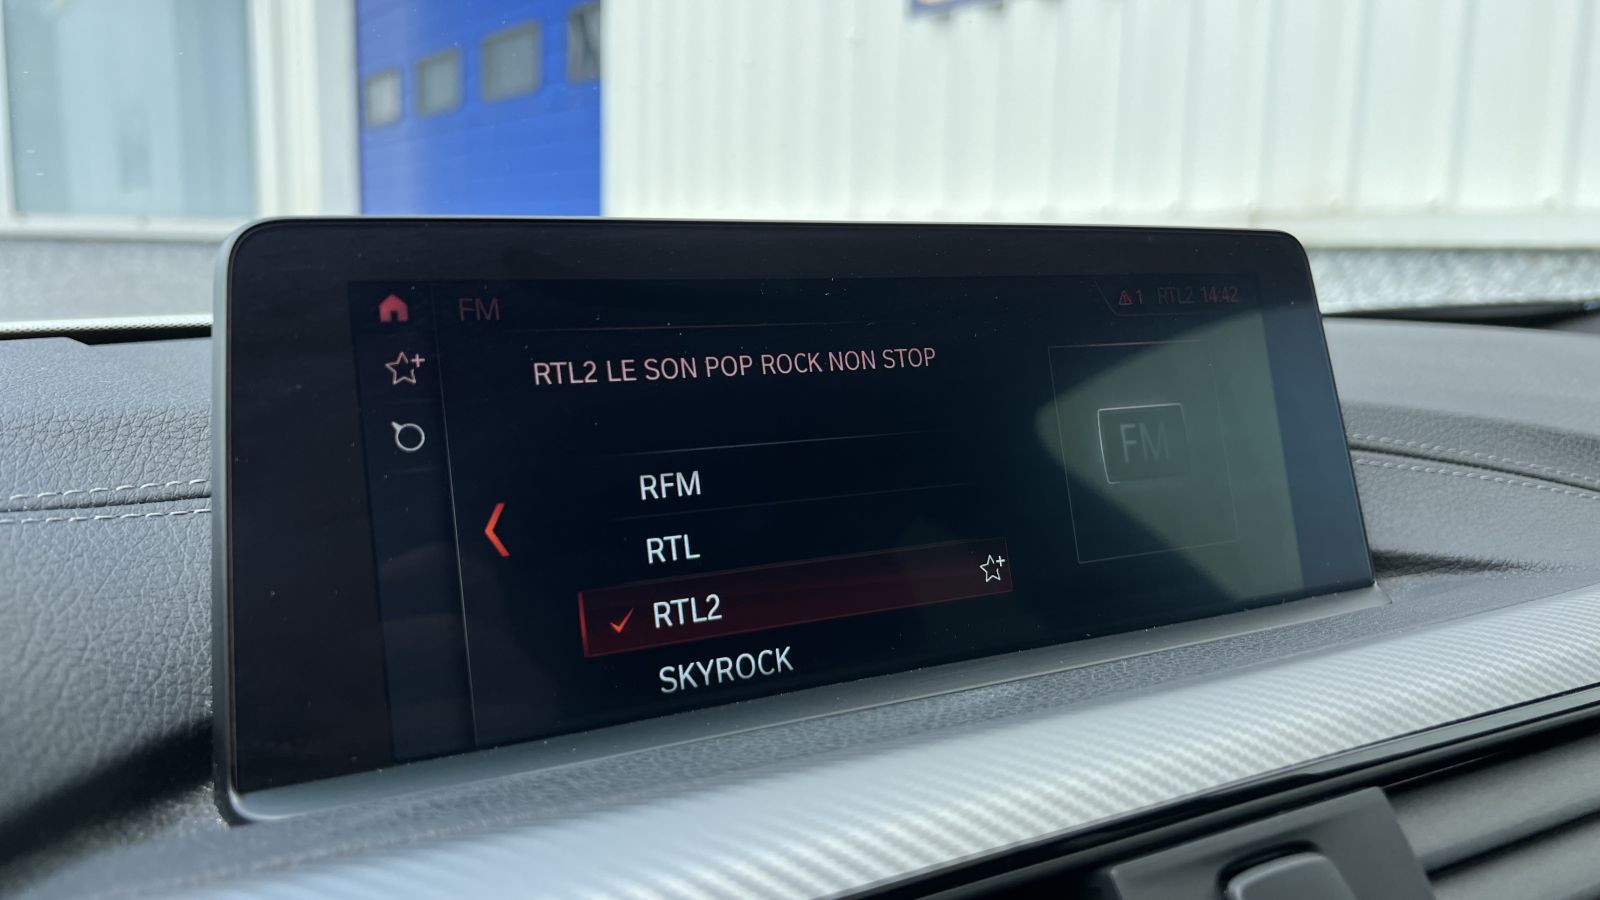 FM
1 RTL2 14:42
RTL2 LE SON POP ROCK NON STOP
FM
RFM
RTL
RTL2
SKYROCK